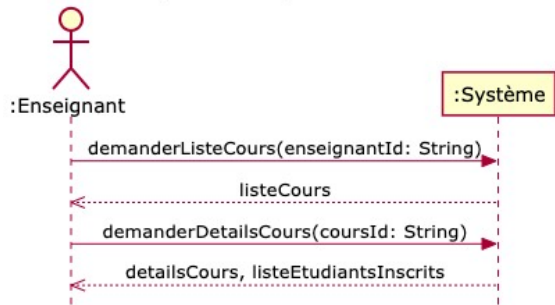 :Enseignant
:Système
demanderListeCours(enseignantId: String)
listeCours
demanderDetailsCours(coursId: String)
detailsCours, listeEtudiantsInscrits